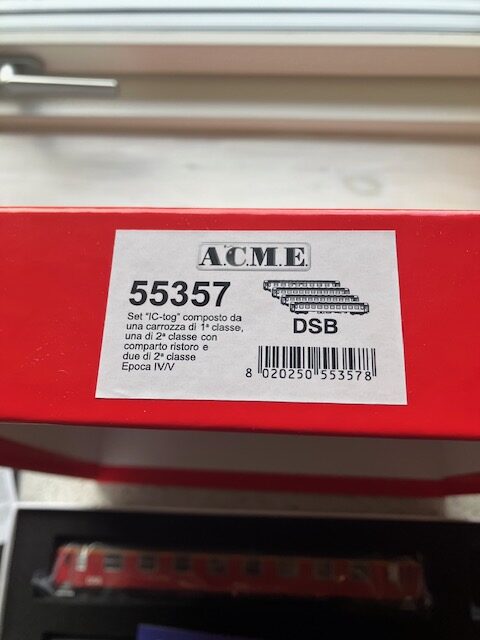 A.C.M.E.
55357
Set "IC-tog" composto da
una carrozza di 1ª classe,
una di 2ª classe con
comparto ristoro e
due di 2ª classe
Epoca IV/V
DSB
8 020250 553578